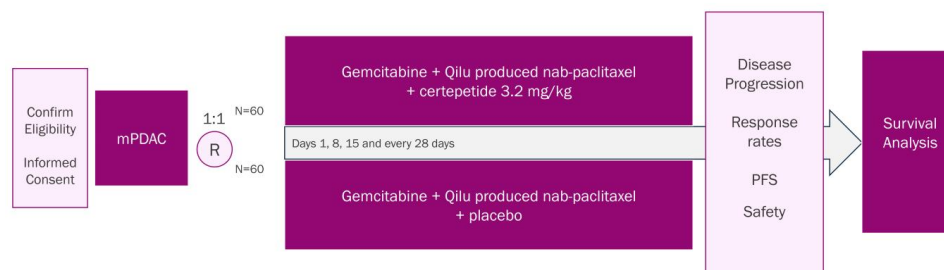 Confirm
Eligibility
Informed
Consent
mPDAC
1:1
R
N=60
N=60
Gemcitabine + Qilu produced nab-paclitaxel
+ certepetide 3.2 mg/kg
Days 1, 8, 15 and every 28 days
Gemcitabine + Qilu produced nab-paclitaxel
+ placebo
Disease
Progression
Response
rates
PFS
Safety
Survival
Analysis